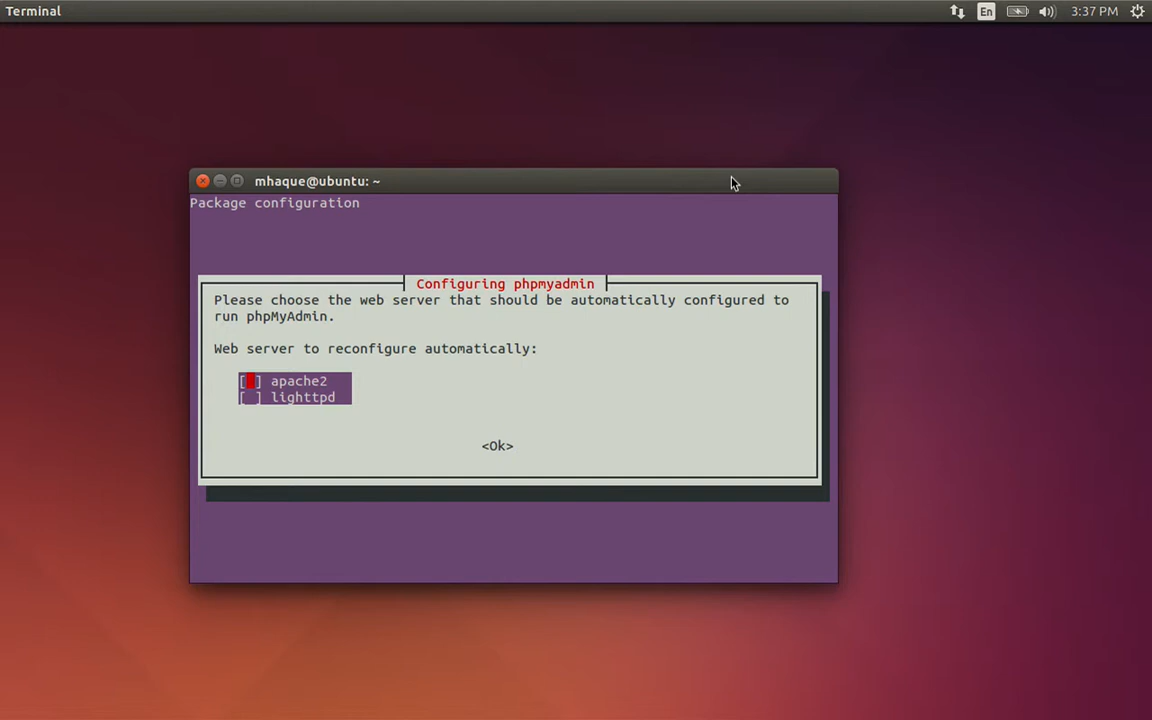 Terminal
En
3:37 PM
mhaque@ubuntu: ~
Package configuration
Configuring phpmyadmin
Please choose the web server that should be automatically configured to
run phpMyAdmin.
Web server to reconfigure automatically:
[ ] apache2
[ ] lighttpd
<Ok>